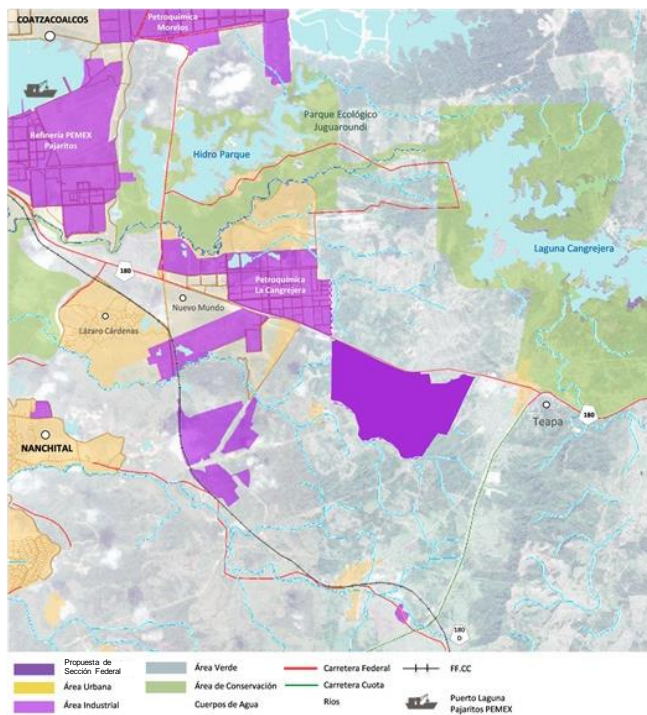 COATZACOALCOS
Petroquímica
Morelos
Refinería PEMEX
Pajaritos
Hidro Parque
Parque Ecológico
Juguaroundi
Laguna Cangrejera
180
Petroquímica
La Cangrejera
Nuevo Mundo
Lázaro Cárdenas
NANCHITAL
Teapa
180
180
D
Propuesta de
Sección Federal
Área Urbana
Área Industrial
Área Verde
Área de Conservación
Cuerpos de Agua
Carretera Federal
Carretera Cuota
Ríos
FF.CC
Puerto Laguna
Pajaritos PEMEX